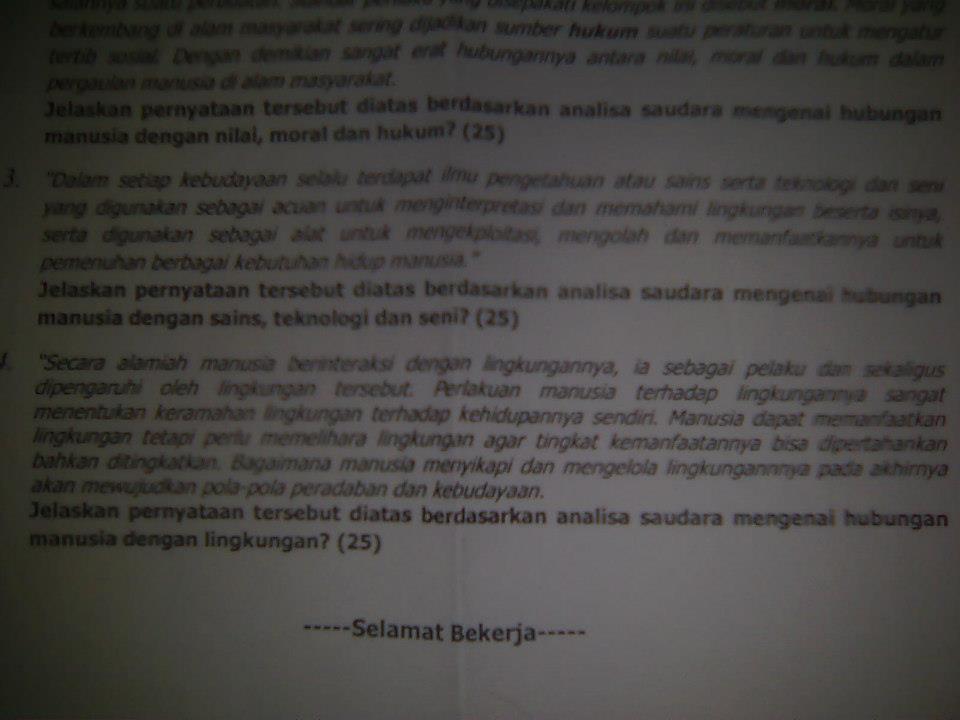 salahnya suatu perbuatan. Standar perilaku yang disepakati kelompok ini disebut moral. Moral yang
berkembang di alam masyarakat sering dijadikan sumber hukum suatu peraturan untuk mengatur
tertib sosial. Dengan demikian sangat erat hubungannya antara nilai, moral dan hukum dalam
pergaulan manusia di alam masyarakat.
Jelaskan pernyataan tersebut diatas berdasarkan analisa saudara mengenai hubungan
manusia dengan nilai, moral dan hukum? (25)
3. "Dalam setiap kebudayaan selalu terdapat ilmu pengetahuan atau sains serta teknologi dan seni
yang digunakan sebagai acuan untuk menginterpretasi dan memahami lingkungan beserta isinya,
serta digunakan sebagai alat untuk mengekploitasi, mengolah dan memanfaatkannya untuk
pemenuhan berbagai kebutuhan hidup manusia."
Jelaskan pernyataan tersebut diatas berdasarkan analisa saudara mengenai hubungan
manusia dengan sains, teknologi dan seni? (25)
4. "Secara alamiah manusia berinteraksi dengan lingkungannya, ia sebagai pelaku dan sekaligus
dipengaruhi oleh lingkungan tersebut. Perlakuan manusia terhadap lingkungannya sangat
menentukan keramahan lingkungan terhadap kehidupannya sendiri. Manusia dapat memanfaatkan
lingkungan tetapi perlu memelihara lingkungan agar tingkat kemanfaatannya bisa dipertahankan
bahkan ditingkatkan. Bagaimana manusia menyikapi dan mengelola lingkungannnya pada akhirnya
akan mewujudkan pola-pola peradaban dan kebudayaan.
Jelaskan pernyataan tersebut diatas berdasarkan analisa saudara mengenai hubungan
manusia dengan lingkungan? (25)
-----Selamat Bekerja-----